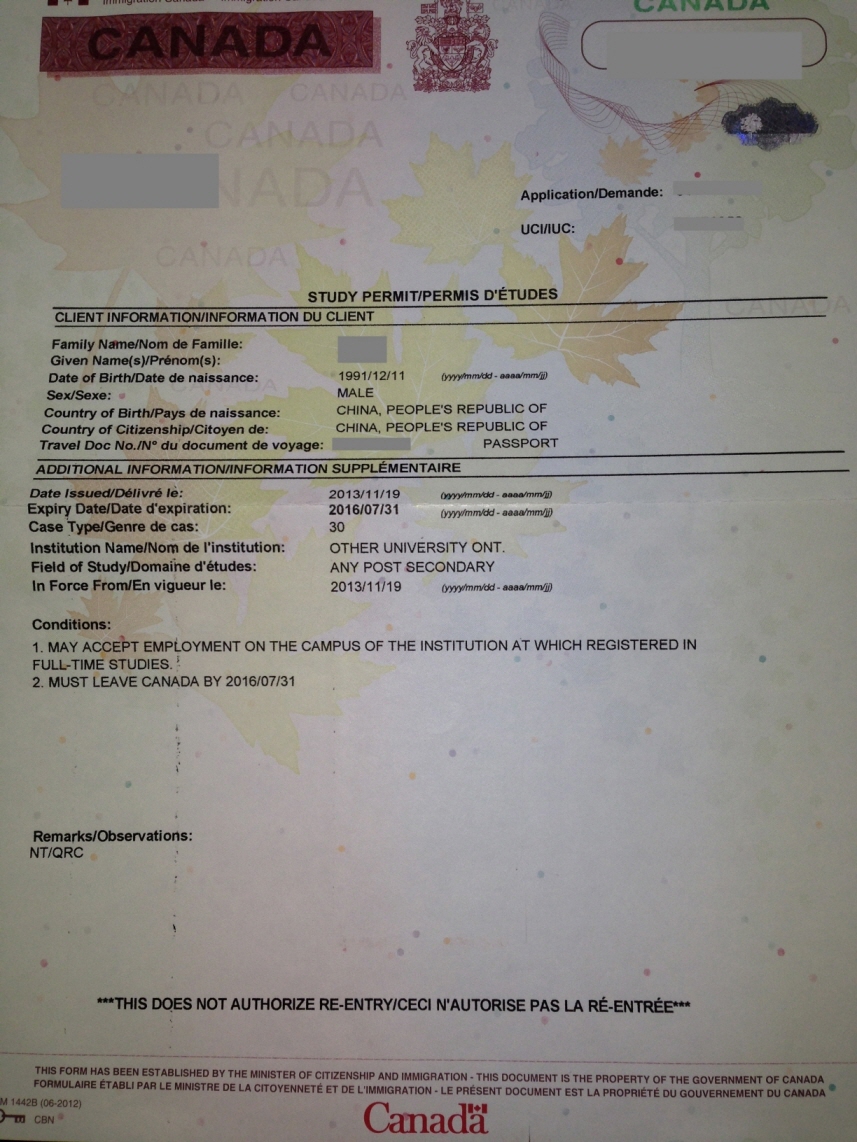 CANADA
CANADA
CANADA CANADA
CANADA
NADA
Application/Demande:
UCI/IUC:
CANADA
CANADA
STUDY PERMIT/PERMIS D'ÉTUDES
CLIENT INFORMATION/INFORMATION DU CLIENT
Family Name/Nom de Famille:
Given Name(s)/Prénom(s):
Date of Birth/Date de naissance: 1991/12/11 (yyyy/mm/dd - aaaa/mm/jj)
Sex/Sexe: MALE
Country of Birth/Pays de naissance: CHINA, PEOPLE'S REPUBLIC OF
Country of Citizenship/Citoyen de: CHINA, PEOPLE'S REPUBLIC OF
Travel Doc No./N° du document de voyage: PASSPORT
ADDITIONAL INFORMATION/INFORMATION SUPPLÉMENTAIRE
Date Issued/Délivré le: 2013/11/19 (yyyy/mm/dd - aaaa/mm/jj)
Expiry Date/Date d'expiration: 2016/07/31 (yyyy/mm/dd - aaaa/mm/jj)
Case Type/Genre de cas: 30
Institution Name/Nom de l'institution: OTHER UNIVERSITY ONT.
Field of Study/Domaine d'études: ANY POST SECONDARY
In Force From/En vigueur le: 2013/11/19 (yyyy/mm/dd - aaaa/mm/jj)
Conditions:
1. MAY ACCEPT EMPLOYMENT ON THE CAMPUS OF THE INSTITUTION AT WHICH REGISTERED IN
FULL-TIME STUDIES.
2. MUST LEAVE CANADA BY 2016/07/31
Remarks/Observations:
NT/QRC
***THIS DOES NOT AUTHORIZE RE-ENTRY/CECI N'AUTORISE PAS LA RÉ-ENTRÉE***
THIS FORM HAS BEEN ESTABLISHED BY THE MINISTER OF CITIZENSHIP AND IMMIGRATION - THIS DOCUMENT IS THE PROPERTY OF THE GOVERNMENT OF CANADA
FORMULAIRE ÉTABLI PAR LE MINISTRE DE LA CITOYENNETÉ ET DE L'IMMIGRATION - LE PRÉSENT DOCUMENT EST LA PROPRIÉTÉ DU GOUVERNEMENT DU CANADA
M 1442B (06-2012)
CBN
Canada